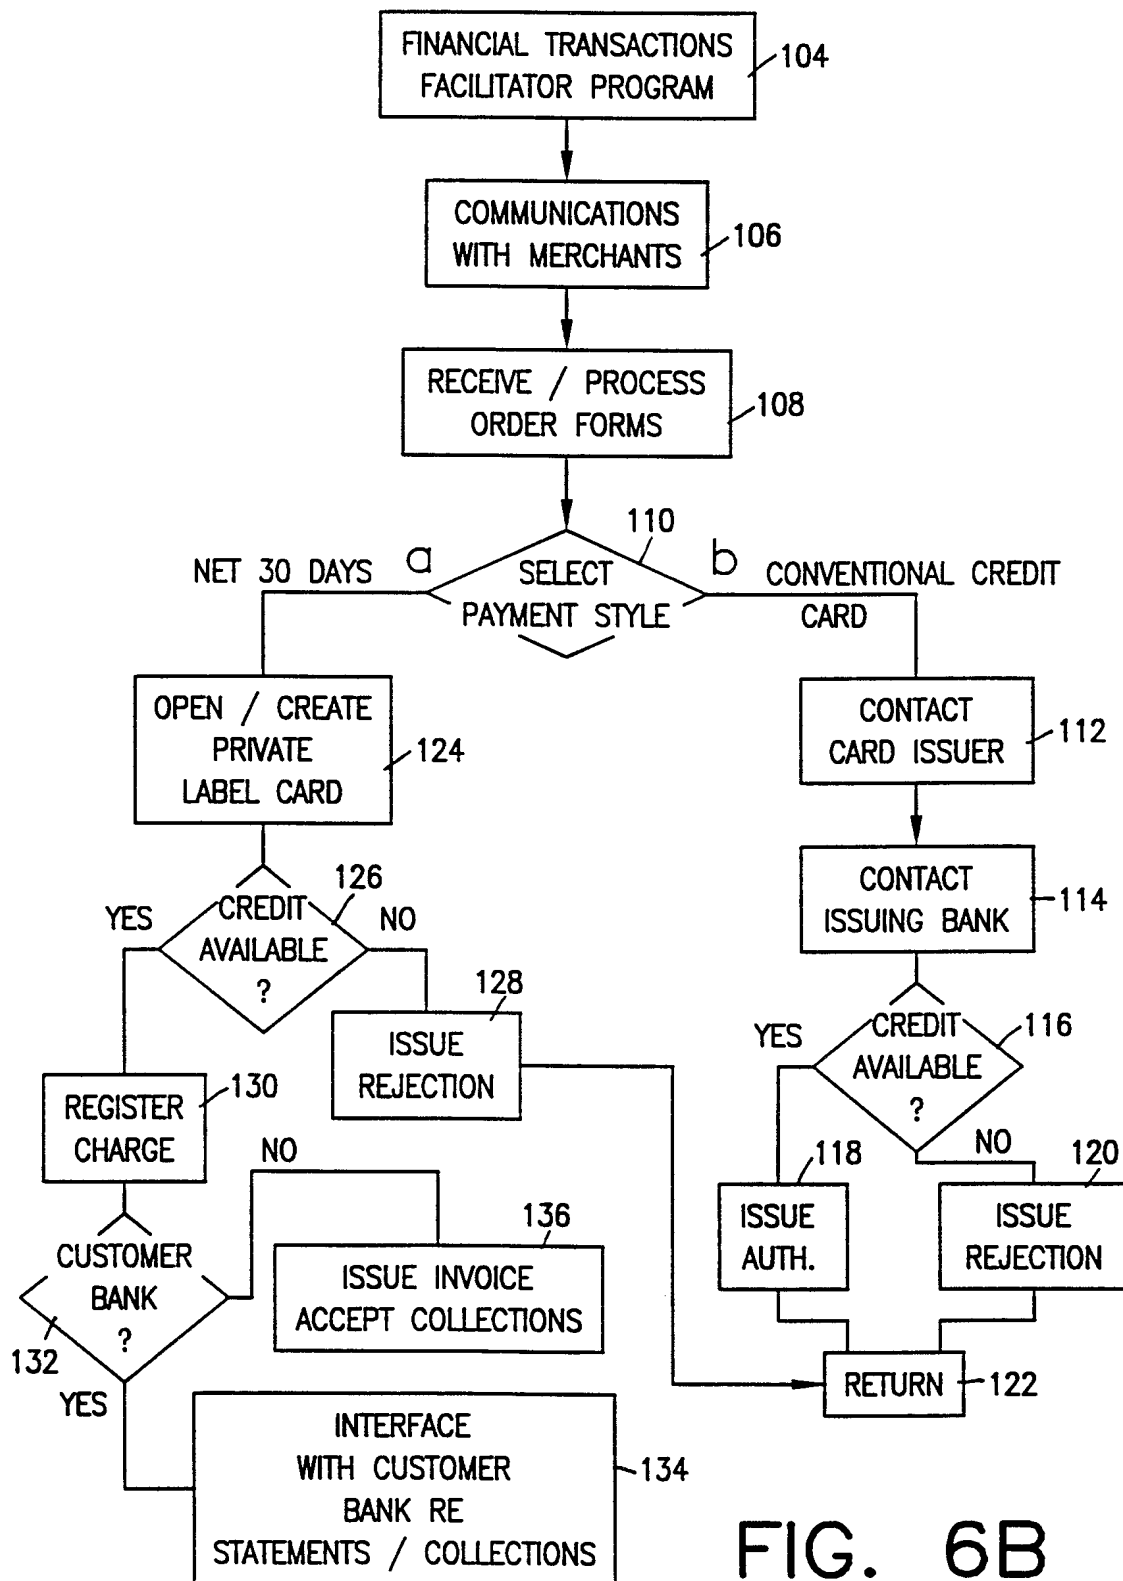 FINANCIAL TRANSACTIONS
FACILITATOR PROGRAM
104
COMMUNICATIONS
WITH MERCHANTS
106
RECEIVE / PROCESS
ORDER FORMS
108
110
a
b
NET 30 DAYS
SELECT
PAYMENT STYLE
CONVENTIONAL CREDIT
CARD
OPEN / CREATE
PRIVATE
LABEL CARD
124
CONTACT
CARD ISSUER
112
CONTACT
ISSUING BANK
114
YES
CREDIT
AVAILABLE
?
126
NO
128
ISSUE
REJECTION
YES
CREDIT
AVAILABLE
?
116
NO
REGISTER
CHARGE
130
118
ISSUE
AUTH.
120
ISSUE
REJECTION
NO
CUSTOMER
BANK
?
132
YES
136
ISSUE INVOICE
ACCEPT COLLECTIONS
RETURN
122
INTERFACE
WITH CUSTOMER
BANK RE
STATEMENTS / COLLECTIONS
134
FIG. 6B